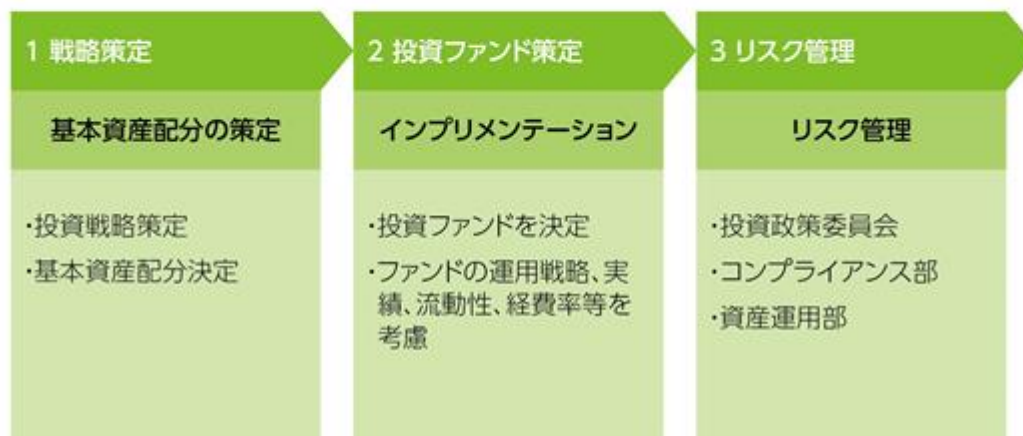 1 戦略策定
基本資産配分の策定
・投資戦略策定
・基本資産配分決定
2 投資ファンド策定
インプリメンテーション
・投資ファンドを決定
・ファンドの運用戦略、実
績、流動性、経費率等を
考慮
3 リスク管理
リスク管理
・投資政策委員会
・コンプライアンス部
・資産運用部